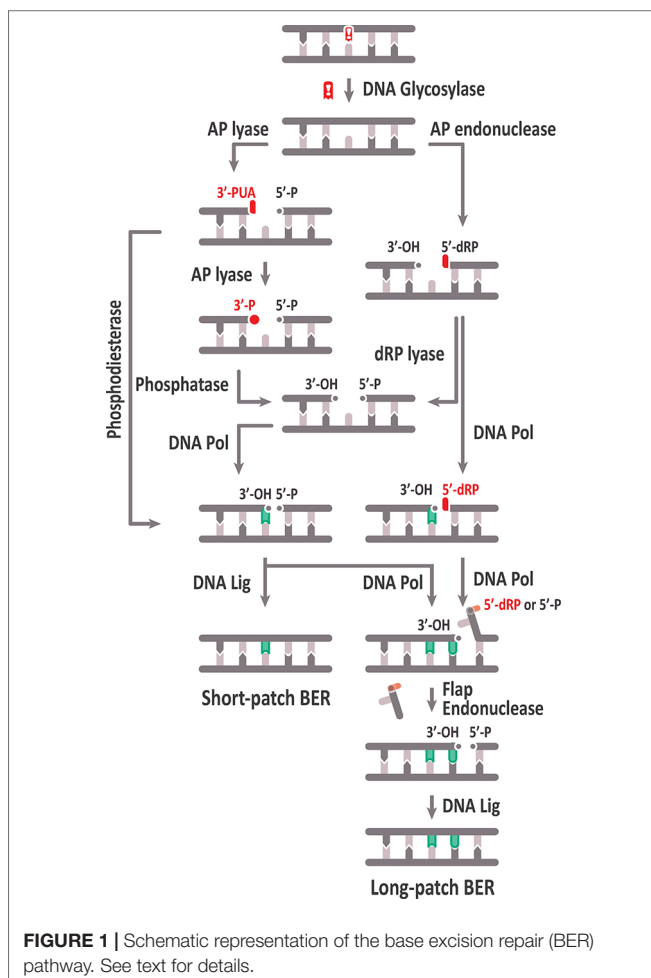 DNA Glycosylase
AP lyase
AP endonuclease
3′-PUA
5′-P
3′-OH
5′-dRP
AP lyase
3′-P
5′-P
dRP lyase
Phosphodiesterase
Phosphatase
3′-OH
5′-P
DNA Pol
DNA Pol
3′-OH
5′-P
3′-OH
5′-dRP
DNA Lig
DNA Pol
DNA Pol
5′-dRP or 5′-P
3′-OH
Short-patch BER
Flap
Endonuclease
3′-OH
5′-P
DNA Lig
Long-patch BER
FIGURE 1 | Schematic representation of the base excision repair (BER)
pathway. See text for details.